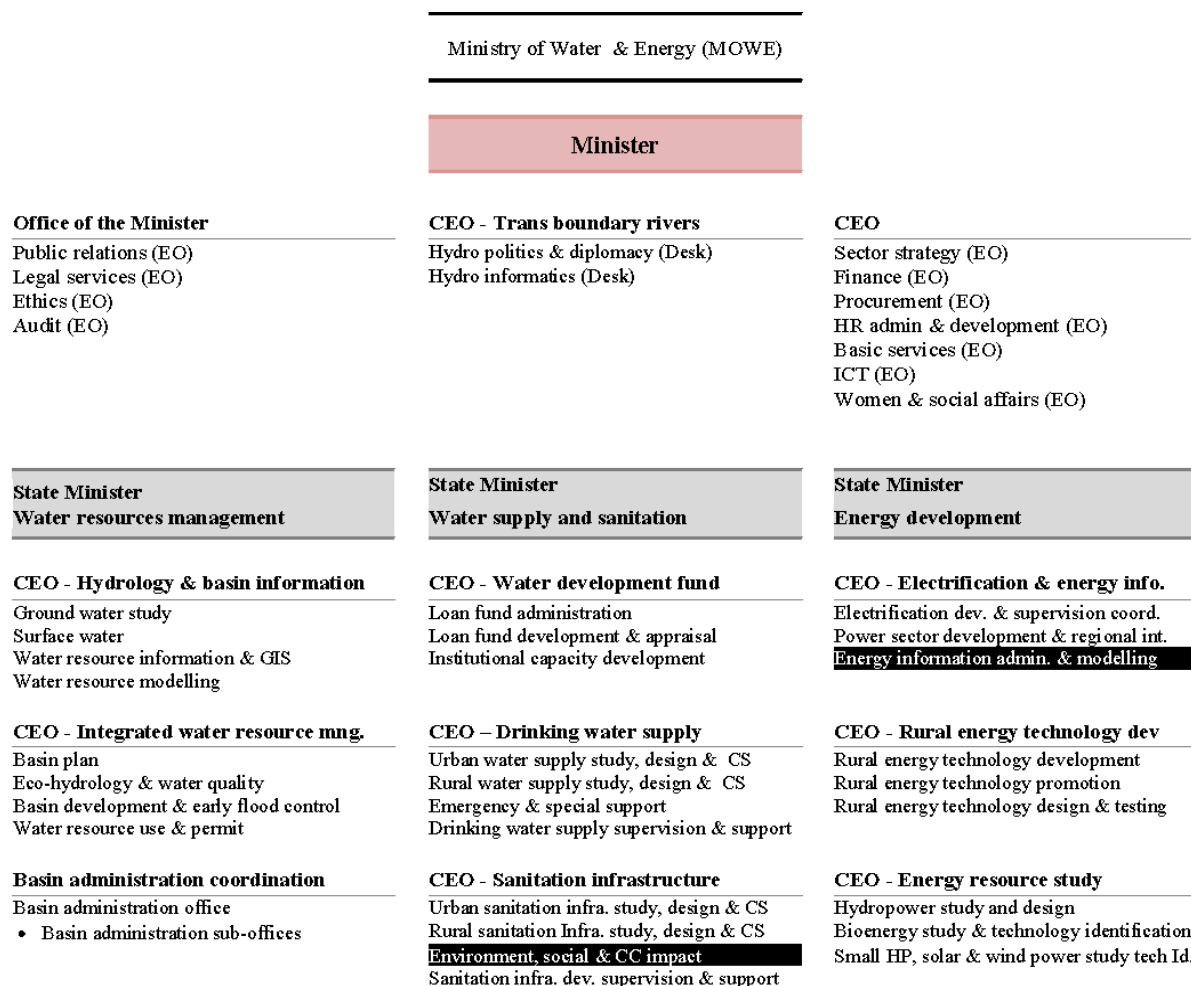 Ministry of Water & Energy (MOWE)
Minister
Office of the Minister
Public relations (EO)
Legal services (EO)
Ethics (EO)
Audit (EO)
CEO - Trans boundary rivers
Hydro politics & diplomacy (Desk)
Hydro informatics (Desk)
CEO
Sector strategy (EO)
Finance (EO)
Procurement (EO)
HR admin & development (EO)
Basic services (EO)
ICT (EO)
Women & social affairs (EO)
State Minister
Water resources management
CEO - Hydrology & basin information
Ground water study
Surface water
Water resource information & GIS
Water resource modelling
CEO - Integrated water resource mng.
Basin plan
Eco-hydrology & water quality
Basin development & early flood control
Water resource use & permit
Basin administration coordination
Basin administration office
• Basin administration sub-offices
State Minister
Water supply and sanitation
CEO - Water development fund
Loan fund administration
Loan fund development & appraisal
Institutional capacity development
CEO – Drinking water supply
Urban water supply study, design & CS
Rural water supply study, design & CS
Emergency & special support
Drinking water supply supervision & support
CEO - Sanitation infrastructure
Urban sanitation infra. study, design & CS
Rural sanitation Infra. study, design & CS
Environment, social & CC impact
Sanitation infra. dev. supervision & support
State Minister
Energy development
CEO - Electrification & energy info.
Electrification dev. & supervision coord.
Power sector development & regional int.
Energy information admin. & modelling
CEO - Rural energy technology dev
Rural energy technology development
Rural energy technology promotion
Rural energy technology design & testing
CEO - Energy resource study
Hydropower study and design
Bioenergy study & technology identification
Small HP, solar & wind power study tech Id.